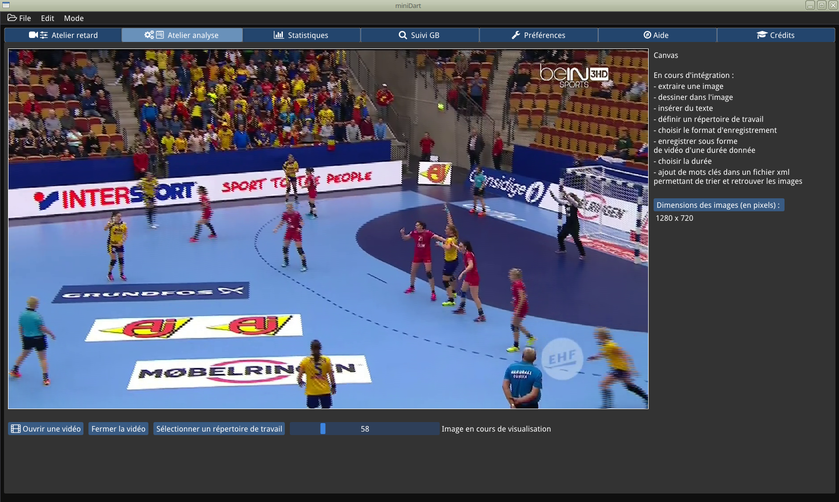 miniDart
File Edit Mode
Atelier retard Atelier analyse Statistiques Suivi GB Préférences Aide Crédits
Canvas
En cours d'intégration :
- extraire une image
- dessiner dans l'image
- insérer du texte
- définir un répertoire de travail
- choisir le format d'enregistrement
- enregistrer sous forme
de vidéo d'une durée donnée
- choisir la durée
- ajout de mots clés dans un fichier xml
permettant de trier et retrouver les images
Dimensions des images (en pixels) :
1280 x 720
beIN 3HD
SPORTS
INTERSPORT SPORT TO THE PEOPLE
Consídige
GRUNDFOS
MØBELRINGEN
EHF
5
Ouvrir une vidéo Fermer la vidéo Sélectionner un répertoire de travail 58 Image en cours de visualisation